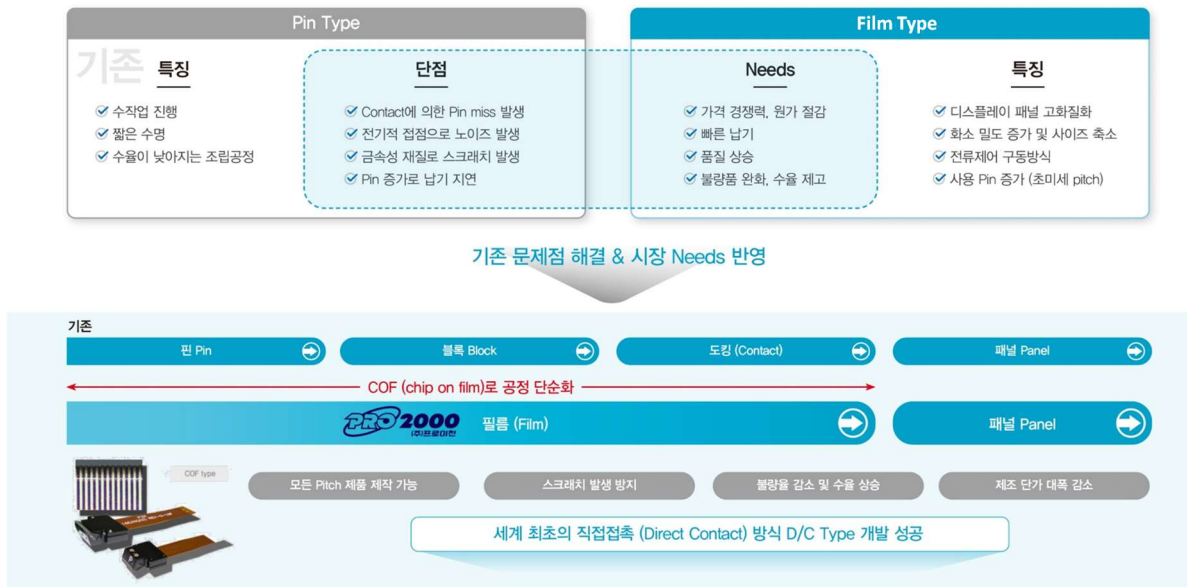 Pin Type
기존
특징
수작업 진행
짧은 수명
수율이 낮아지는 조립공정
단점
Contact에 의한 Pin miss 발생
전기적 접점으로 노이즈 발생
금속성 재질로 스크래치 발생
Pin 증가로 납기 지연
Film Type
Needs
가격 경쟁력, 원가 절감
빠른 납기
품질 상승
불량품 완화, 수율 제고
특징
디스플레이 패널 고화질화
화소 밀도 증가 및 사이즈 축소
전류제어 구동방식
사용 Pin 증가 (초미세 pitch)
기존 문제점 해결 & 시장 Needs 반영
기존
핀 Pin
블록 Block
도킹 (Contact)
패널 Panel
COF (chip on film)로 공정 단순화
PRO 2000
(주)프로이천
필름 (Film)
패널 Panel
COF type
모든 Pitch 제품 제작 가능
스크래치 발생 방지
불량율 감소 및 수율 상승
제조 단가 대폭 감소
세계 최초의 직접접촉 (Direct Contact) 방식 D/C Type 개발 성공